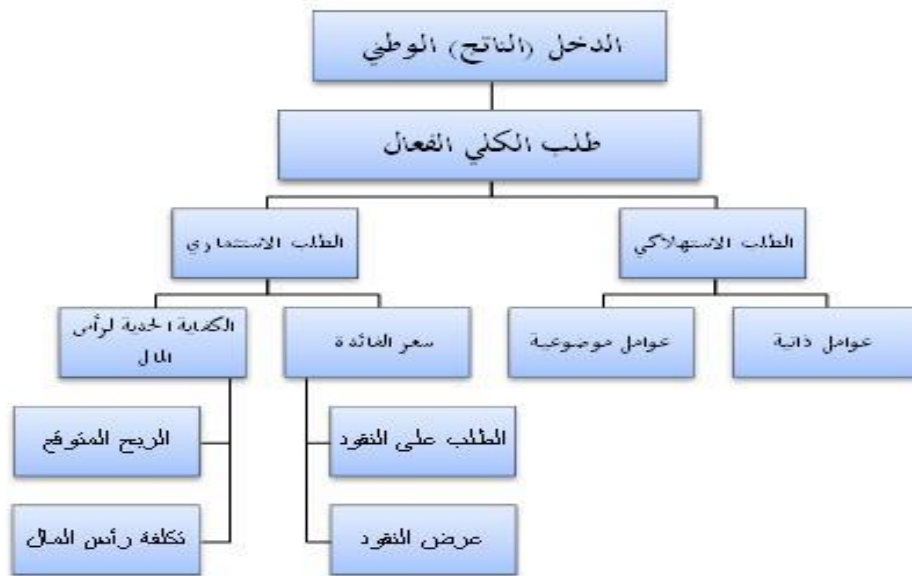 الدخل (الناتج) الوطني
طلب الكلي الفعال
الطلب الاستهلاكي
الطلب الاستثماري
عوامل ذاتية
عوامل موضوعية
سعر الفائدة
الكفاية الحدية لرأس
المال
الطلب على النقود
الربح المتوقع
عرض النقود
تكلفة رأس المال